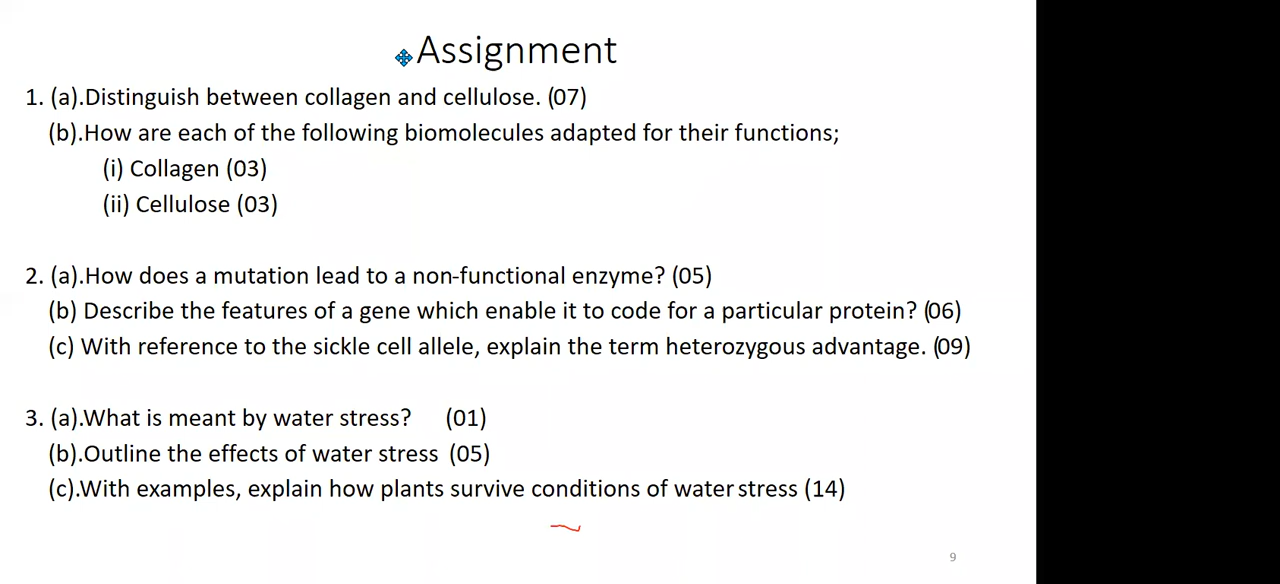 Assignment
1. (a).Distinguish between collagen and cellulose. (07)
(b).How are each of the following biomolecules adapted for their functions;
(i) Collagen (03)
(ii) Cellulose (03)
2. (a).How does a mutation lead to a non-functional enzyme? (05)
(b) Describe the features of a gene which enable it to code for a particular protein? (06)
(c) With reference to the sickle cell allele, explain the term heterozygous advantage. (09)
3. (a).What is meant by water stress? (01)
(b).Outline the effects of water stress (05)
(c).With examples, explain how plants survive conditions of water stress (14)
9